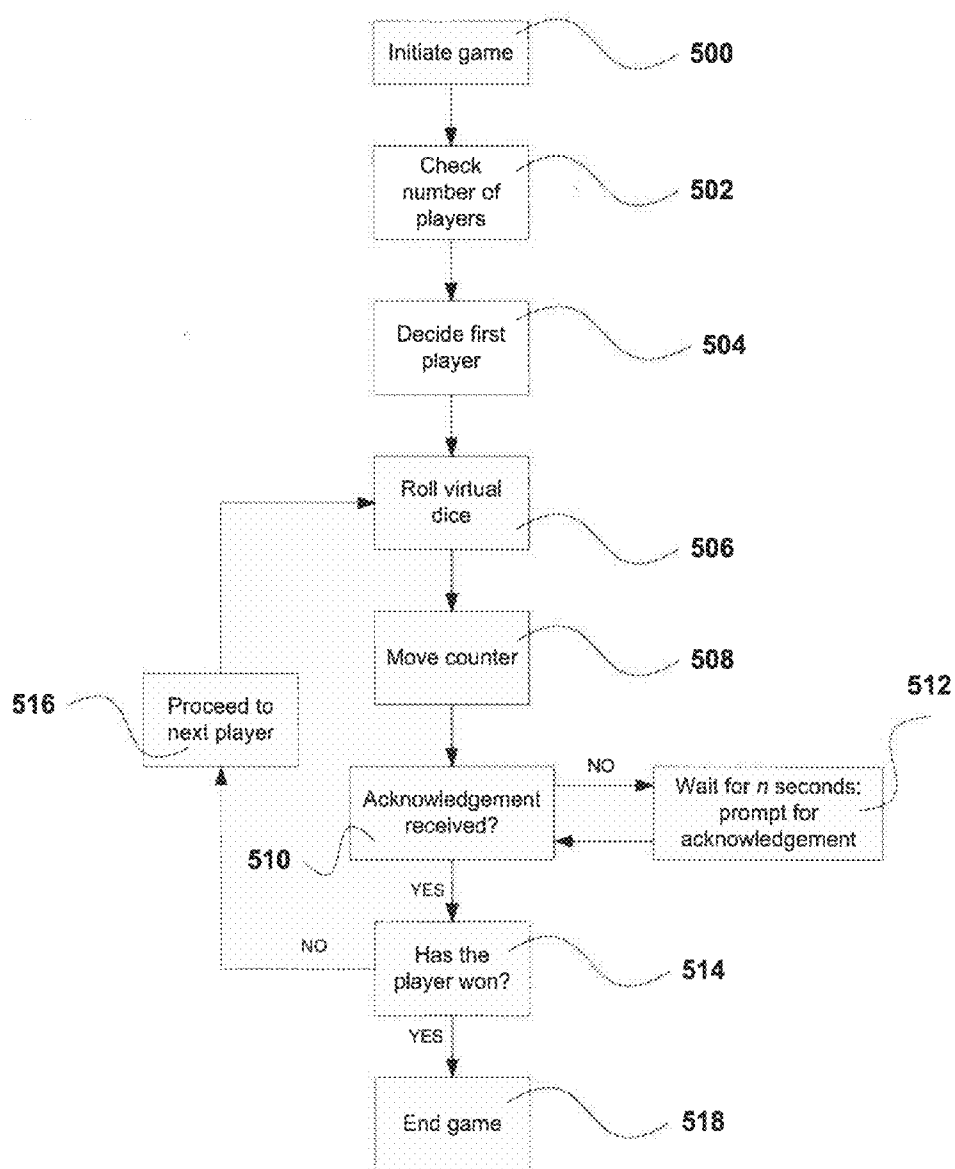 Initiate game
500
Check
number of
players
502
Decide first
player
504
Roll virtual
dice
506
Move counter
508
516
Proceed to
next player
512
NO
Wait for n seconds:
prompt for
acknowledgement
Acknowledgement
received?
510
YES
NO
Has the
player won?
514
YES
End game
518